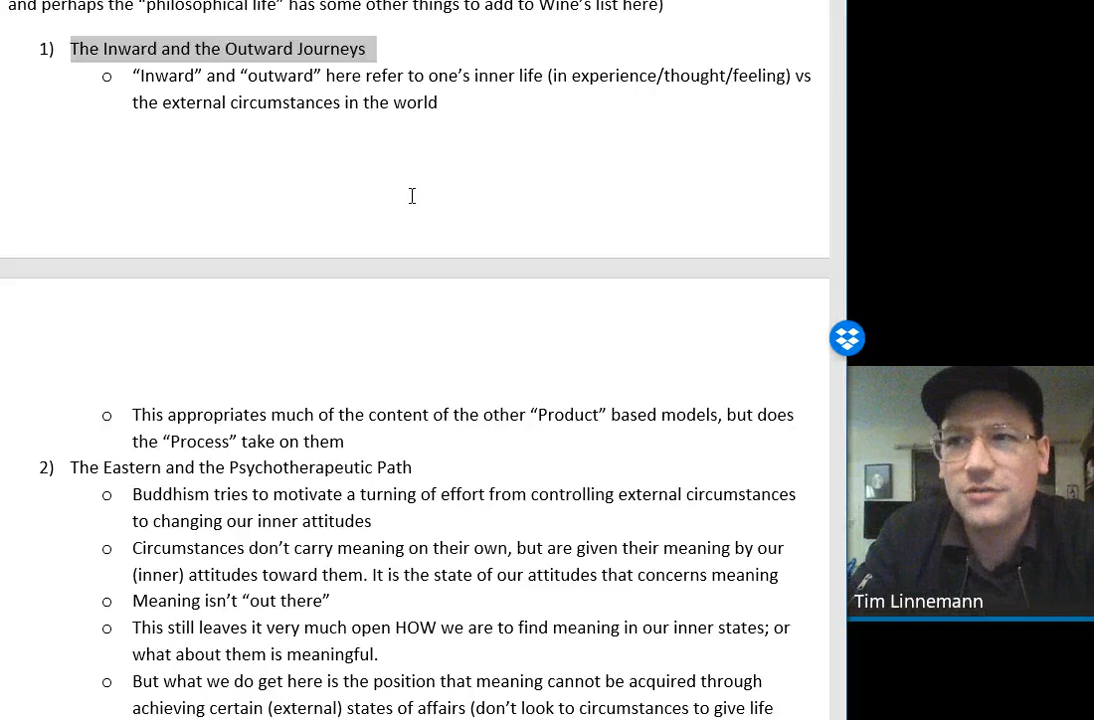 and perhaps the “philosophical life” has some other things to add to Wine’s list here)
1) The Inward and the Outward Journeys
o “Inward” and “outward” here refer to one’s inner life (in experience/thought/feeling) vs
the external circumstances in the world
o This appropriates much of the content of the other “Product” based models, but does
the “Process” take on them
2) The Eastern and the Psychotherapeutic Path
o Buddhism tries to motivate a turning of effort from controlling external circumstances
to changing our inner attitudes
o Circumstances don’t carry meaning on their own, but are given their meaning by our
(inner) attitudes toward them. It is the state of our attitudes that concerns meaning
o Meaning isn’t “out there”
o This still leaves it very much open HOW we are to find meaning in our inner states; or
what about them is meaningful.
o But what we do get here is the position that meaning cannot be acquired through
achieving certain (external) states of affairs (don’t look to circumstances to give life
Tim Linnemann